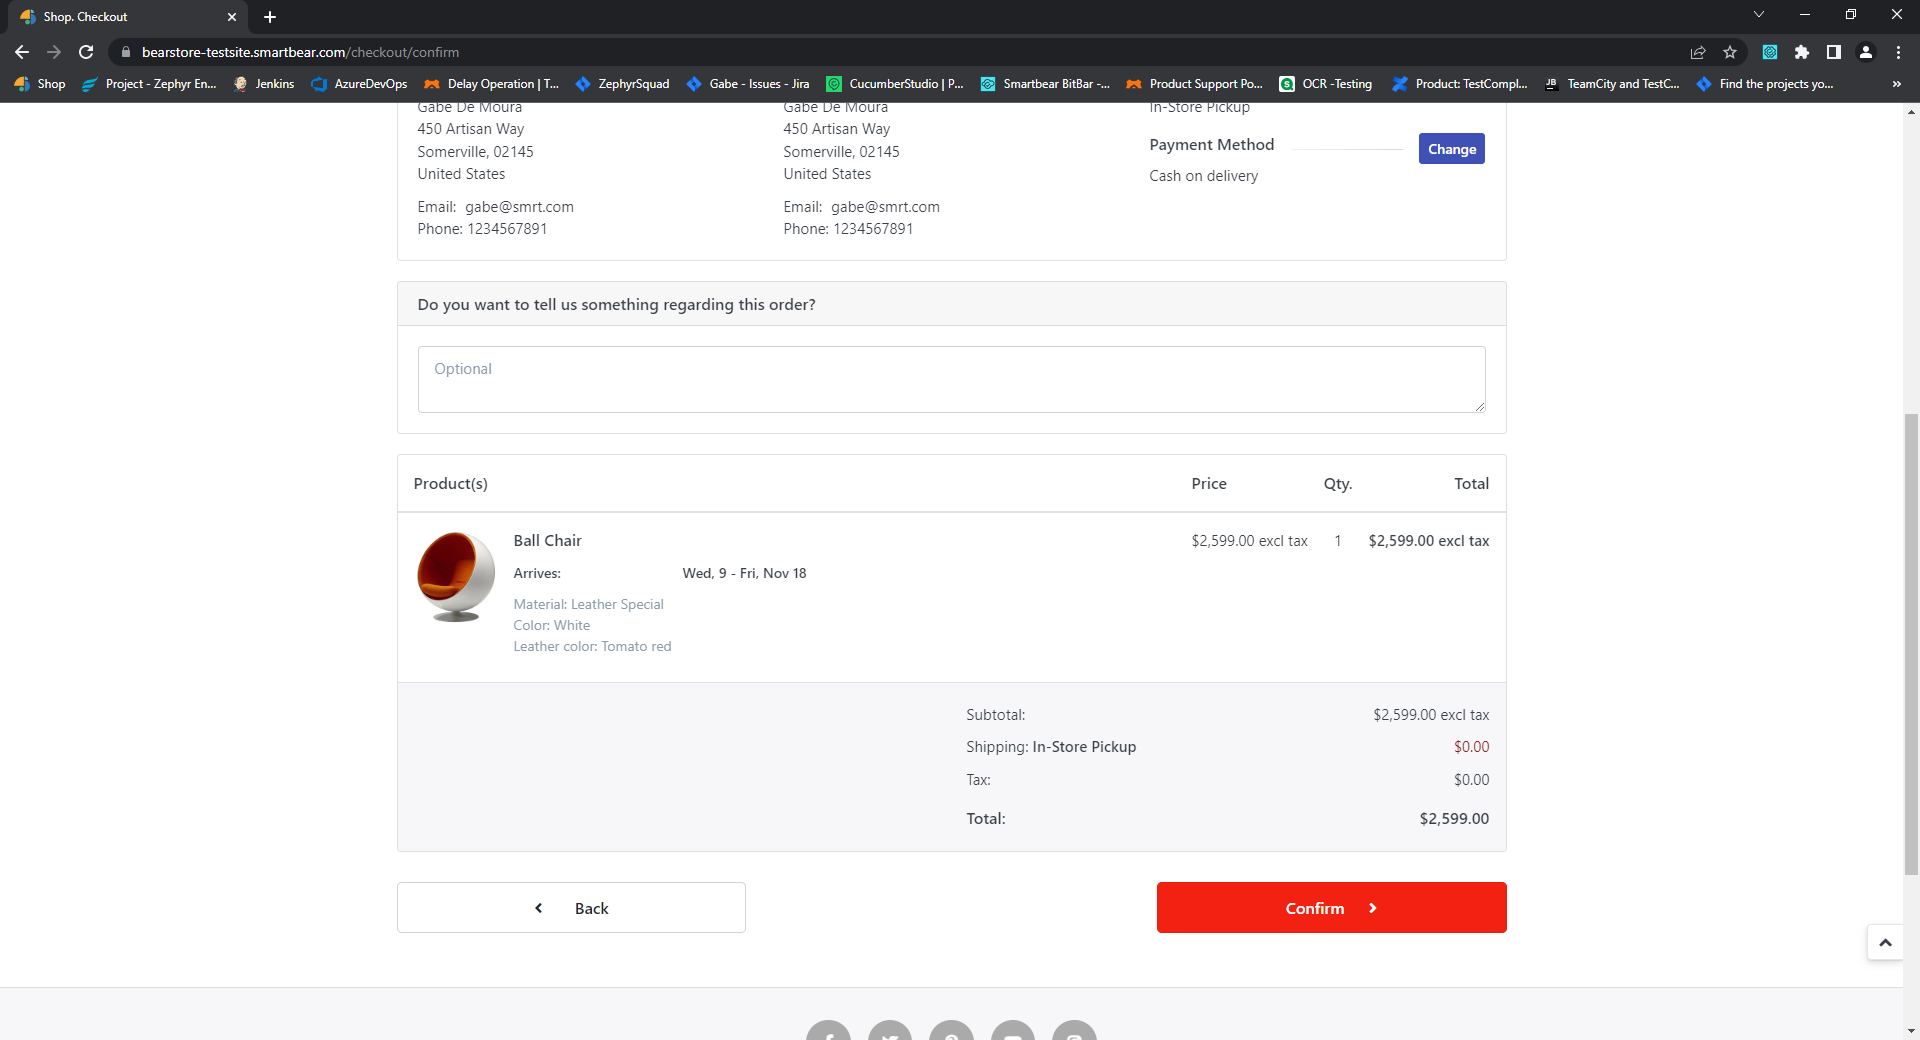 Shop. Checkout
bearstore-testsite.smartbear.com/checkout/confirm
Shop
Project - Zephyr En...
Jenkins
AzureDevOps
Delay Operation | T...
ZephyrSquad
Gabe - Issues - Jira
CucumberStudio | P...
Smartbear BitBar -...
Product Support Po...
OCR -Testing
Product: TestCompl...
TeamCity and TestC...
Find the projects yo...
Gabe De Moura
450 Artisan Way
Somerville, 02145
United States
Email: gabe@smrt.com
Phone: 1234567891
Gabe De Moura
450 Artisan Way
Somerville, 02145
United States
Email: gabe@smrt.com
Phone: 1234567891
In-Store Pickup
Payment Method
Change
Cash on delivery
Do you want to tell us something regarding this order?
Optional
Product(s) Price Qty. Total
Ball Chair $2,599.00 excl tax 1 $2,599.00 excl tax
Arrives: Wed, 9 - Fri, Nov 18
Material: Leather Special
Color: White
Leather color: Tomato red
Subtotal: $2,599.00 excl tax
Shipping: In-Store Pickup $0.00
Tax: $0.00
Total: $2,599.00
Back
Confirm